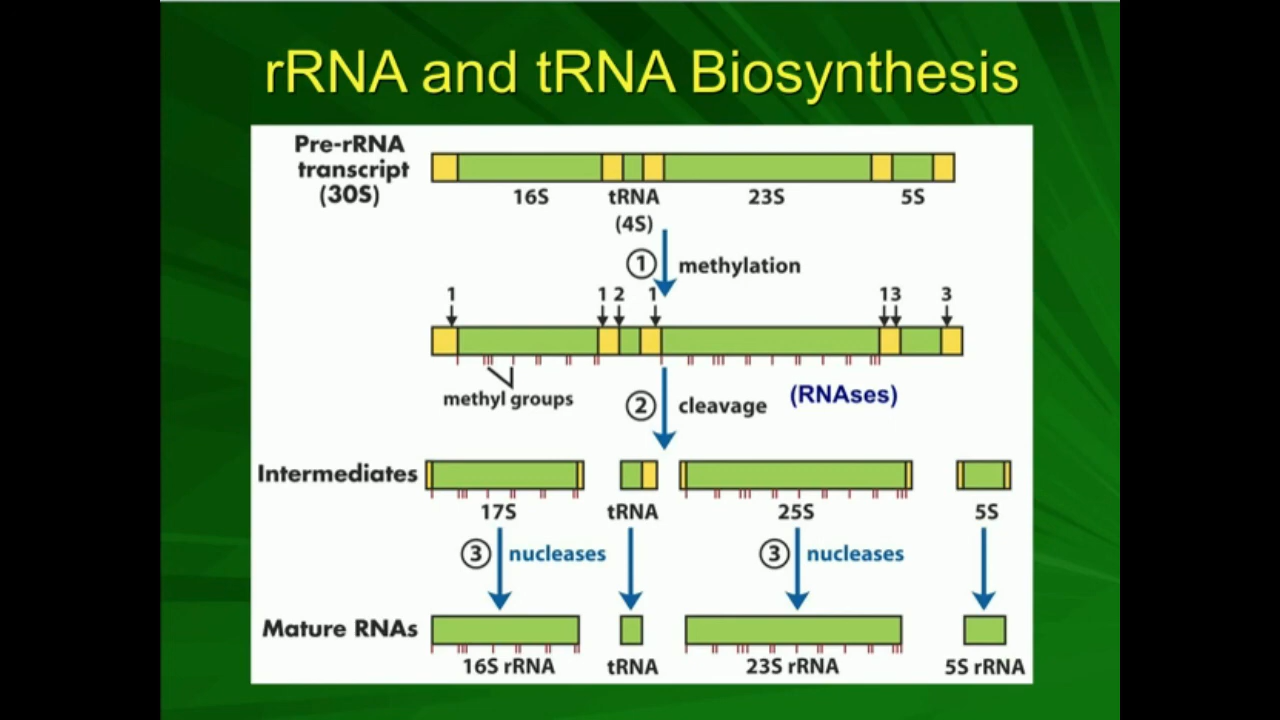 rRNA and tRNA Biosynthesis
Pre-rRNA
transcript
(30S)
16S tRNA 23S 5S
(4S)
1 methylation
1 1 2 1 1 3 3
methyl groups
2 cleavage (RNAses)
Intermediates
17S tRNA 25S 5S
3 nucleases 3 nucleases
Mature RNAs
16S rRNA tRNA 23S rRNA 5S rRNA